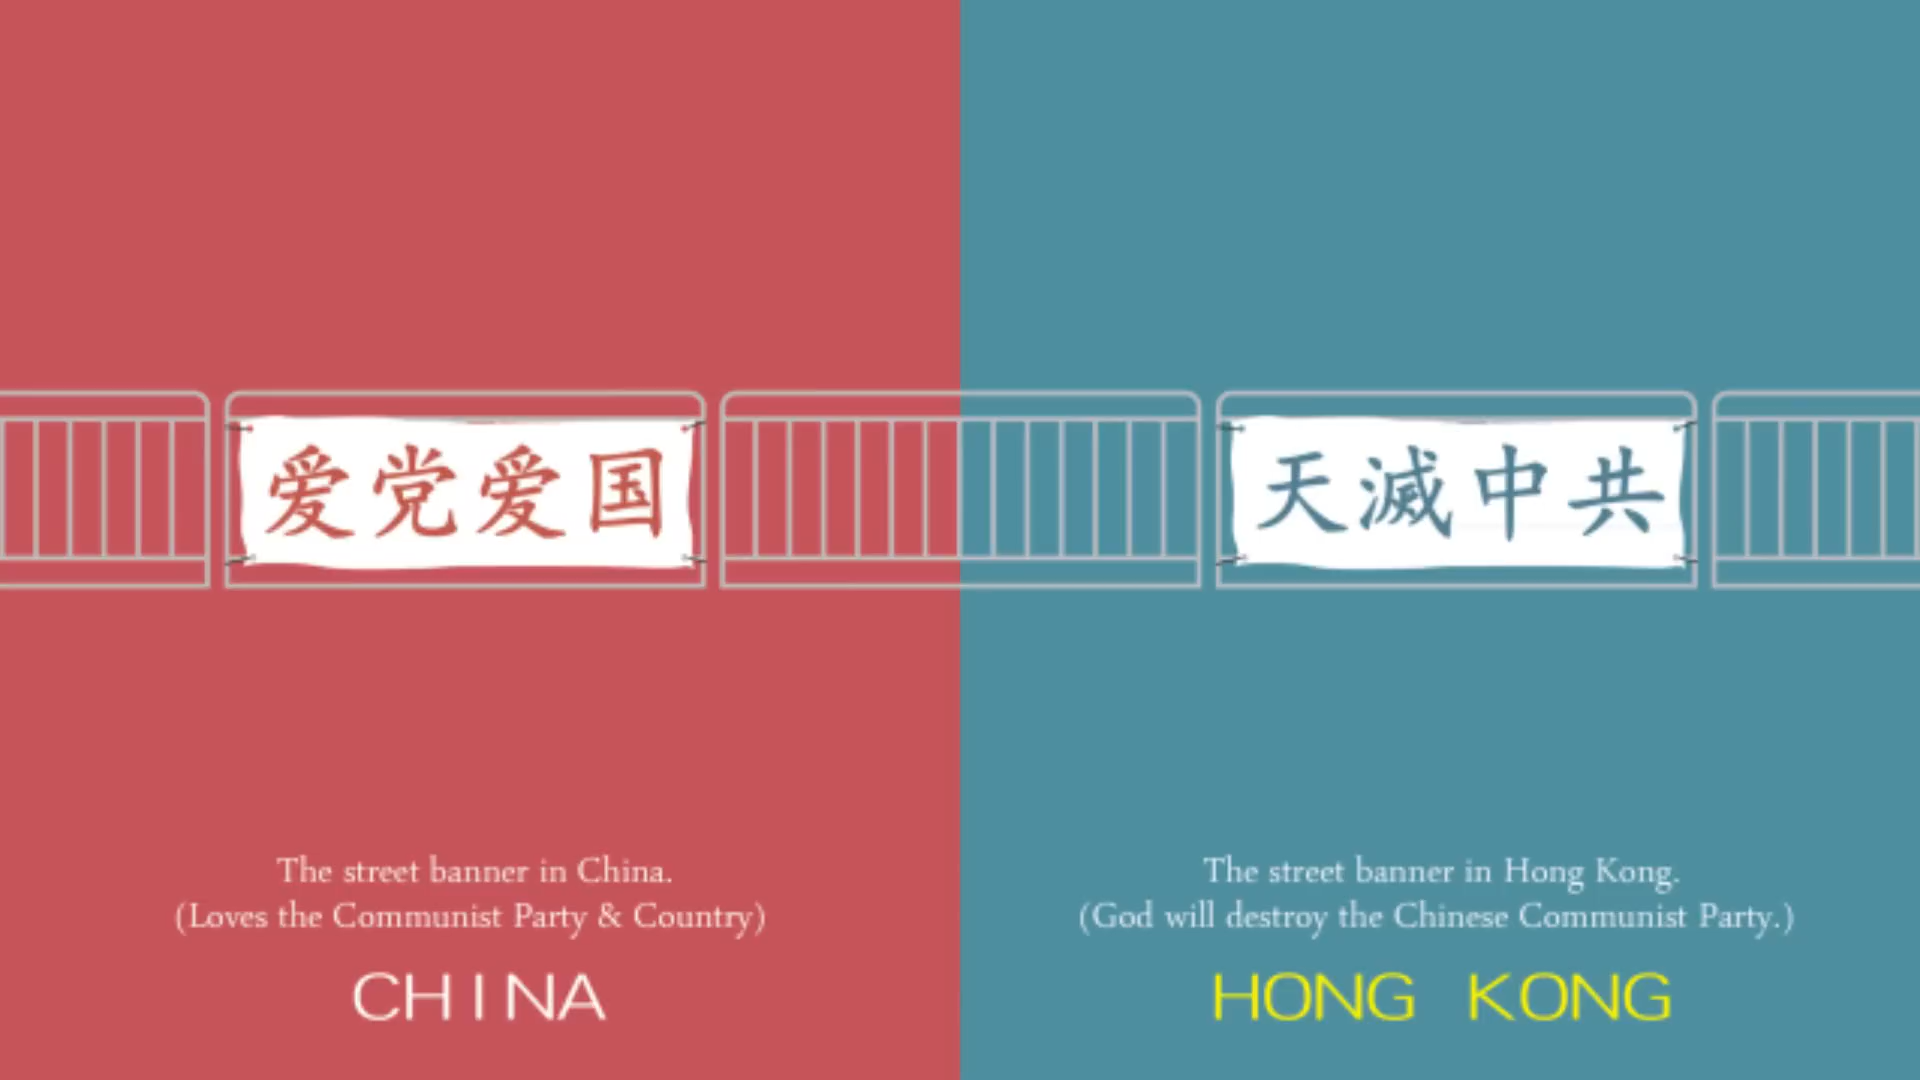 爱党爱国
天滅中共
The street banner in China.
(Loves the Communist Party & Country)
CHINA
The street banner in Hong Kong.
(God will destroy the Chinese Communist Party.)
HONG KONG